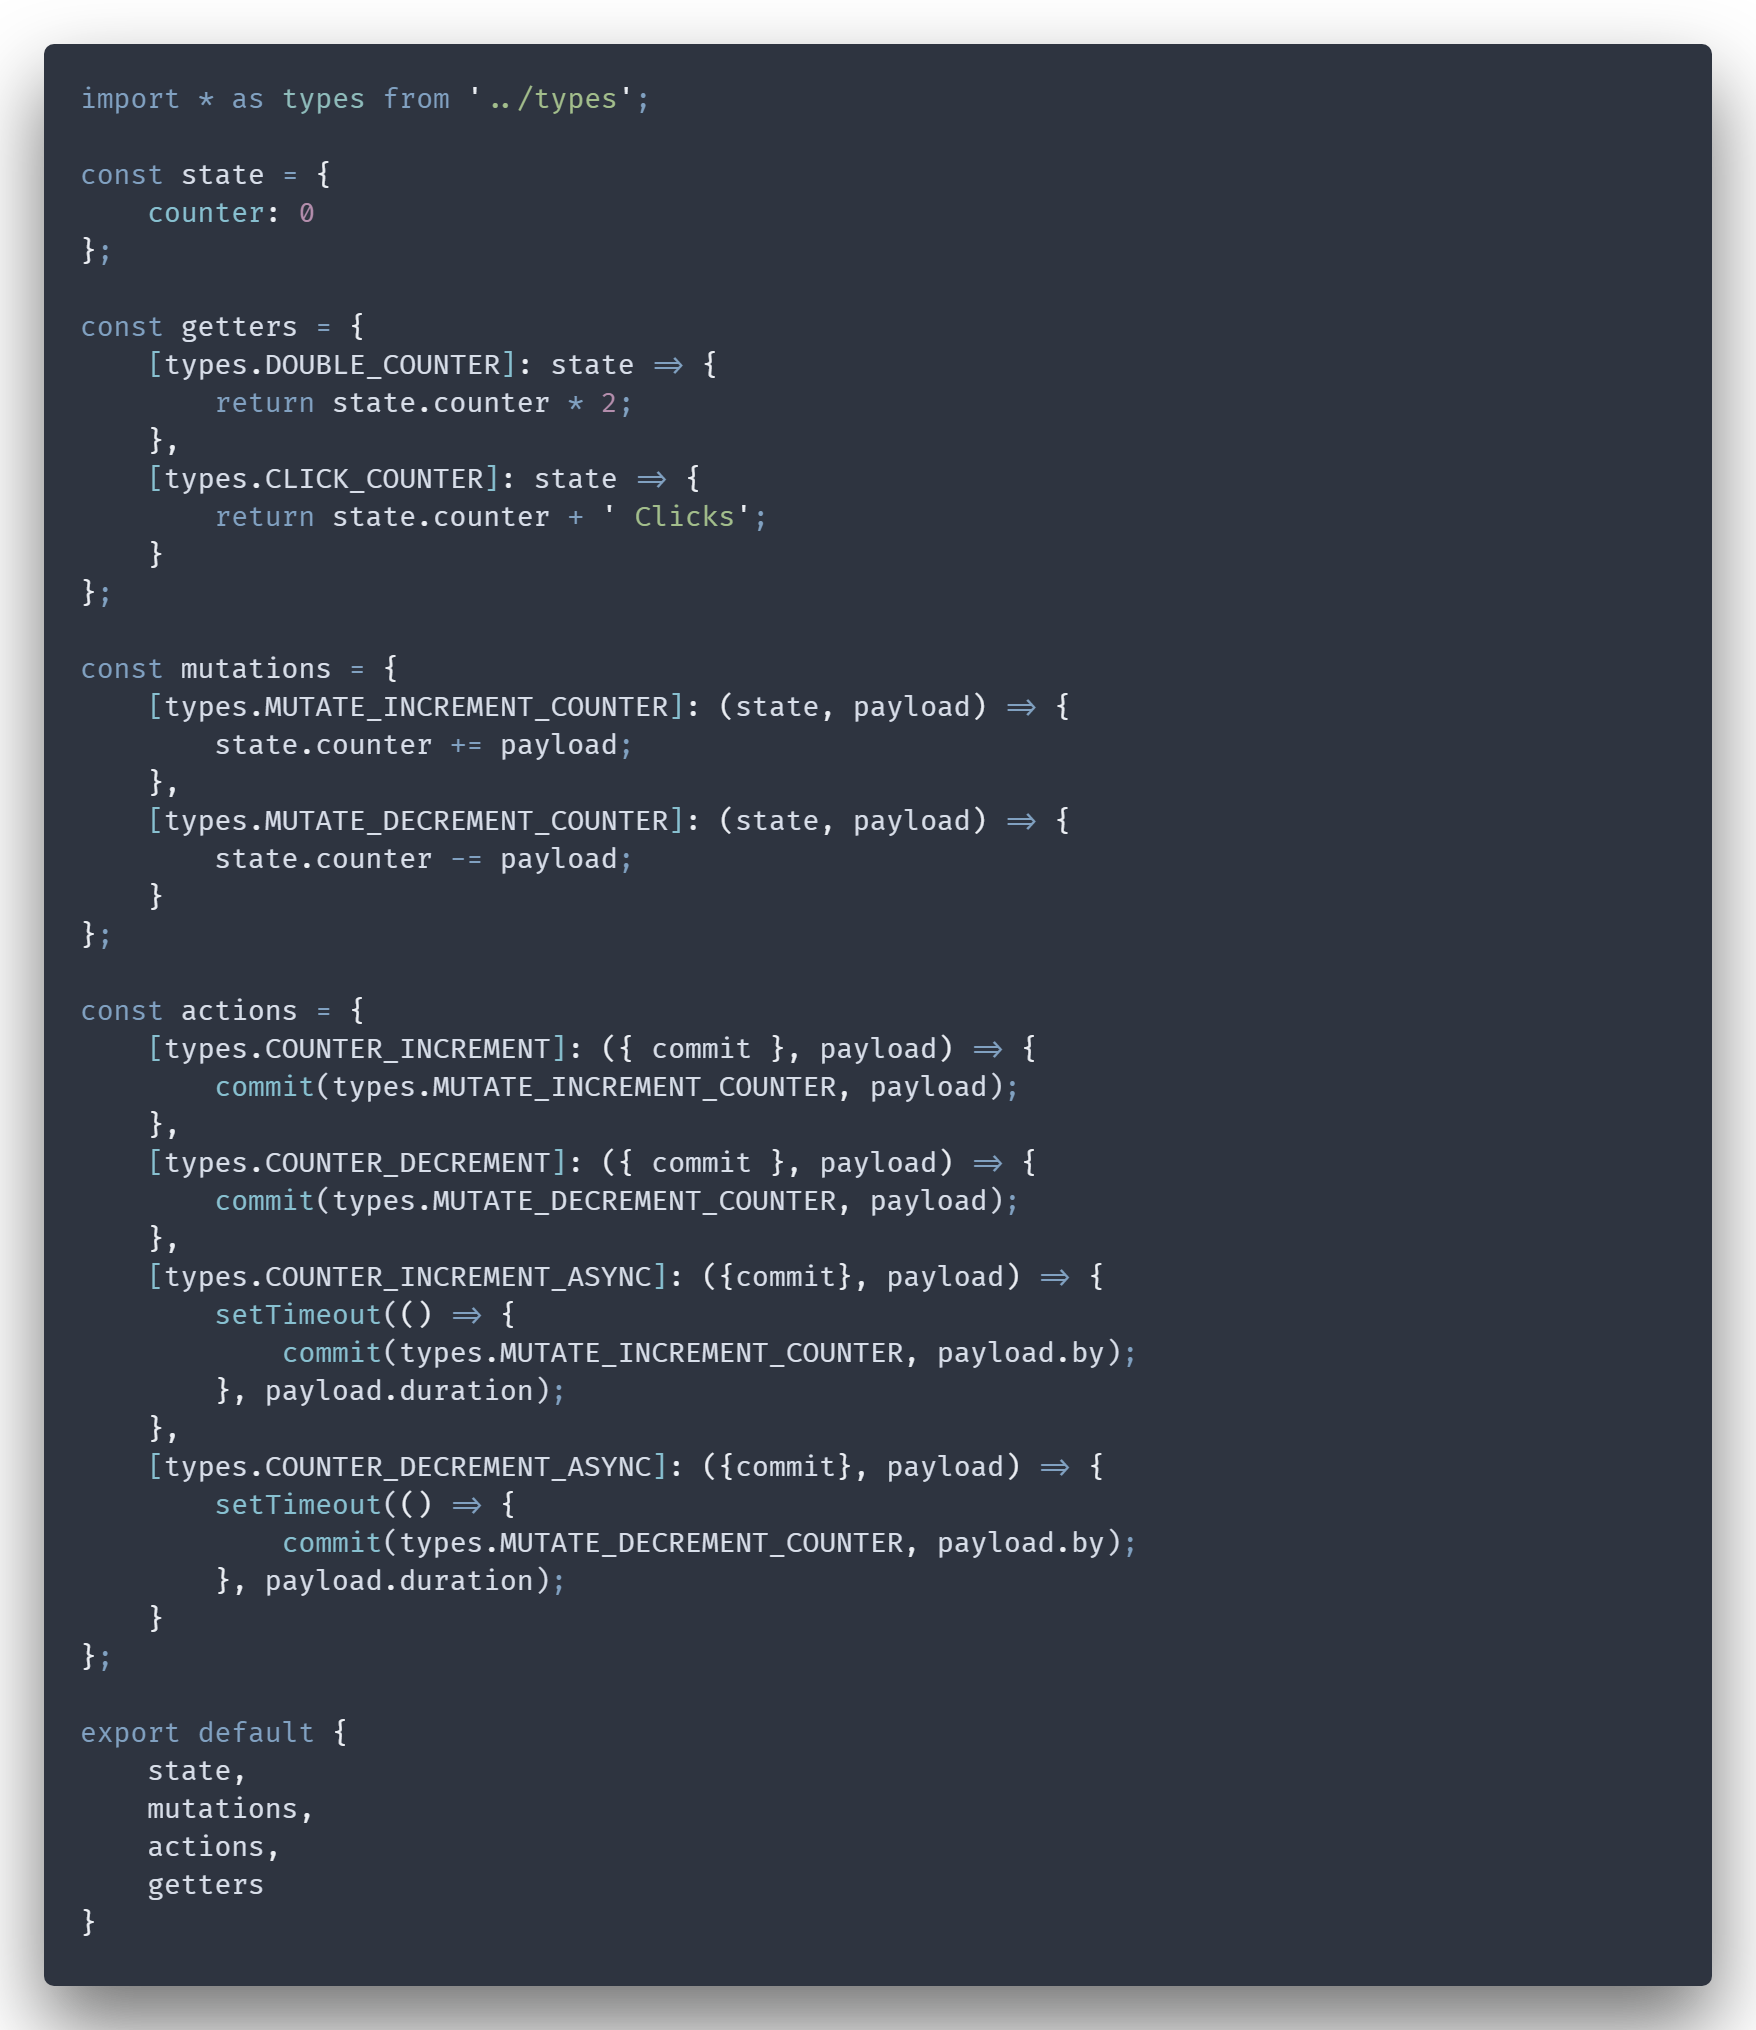 import * as types from '../types';

const state = {
    counter: 0
};

const getters = {
    [types.DOUBLE_COUNTER]: state => {
        return state.counter * 2;
    },
    [types.CLICK_COUNTER]: state => {
        return state.counter + ' Clicks';
    }
};

const mutations = {
    [types.MUTATE_INCREMENT_COUNTER]: (state, payload) => {
        state.counter += payload;
    },
    [types.MUTATE_DECREMENT_COUNTER]: (state, payload) => {
        state.counter -= payload;
    }
};

const actions = {
    [types.COUNTER_INCREMENT]: ({ commit }, payload) => {
        commit(types.MUTATE_INCREMENT_COUNTER, payload);
    },
    [types.COUNTER_DECREMENT]: ({ commit }, payload) => {
        commit(types.MUTATE_DECREMENT_COUNTER, payload);
    },
    [types.COUNTER_INCREMENT_ASYNC]: ({commit}, payload) => {
        setTimeout(() => {
            commit(types.MUTATE_INCREMENT_COUNTER, payload.by);
        }, payload.duration);
    },
    [types.COUNTER_DECREMENT_ASYNC]: ({commit}, payload) => {
        setTimeout(() => {
            commit(types.MUTATE_DECREMENT_COUNTER, payload.by);
        }, payload.duration);
    }
};

export default {
    state,
    mutations,
    actions,
    getters
}